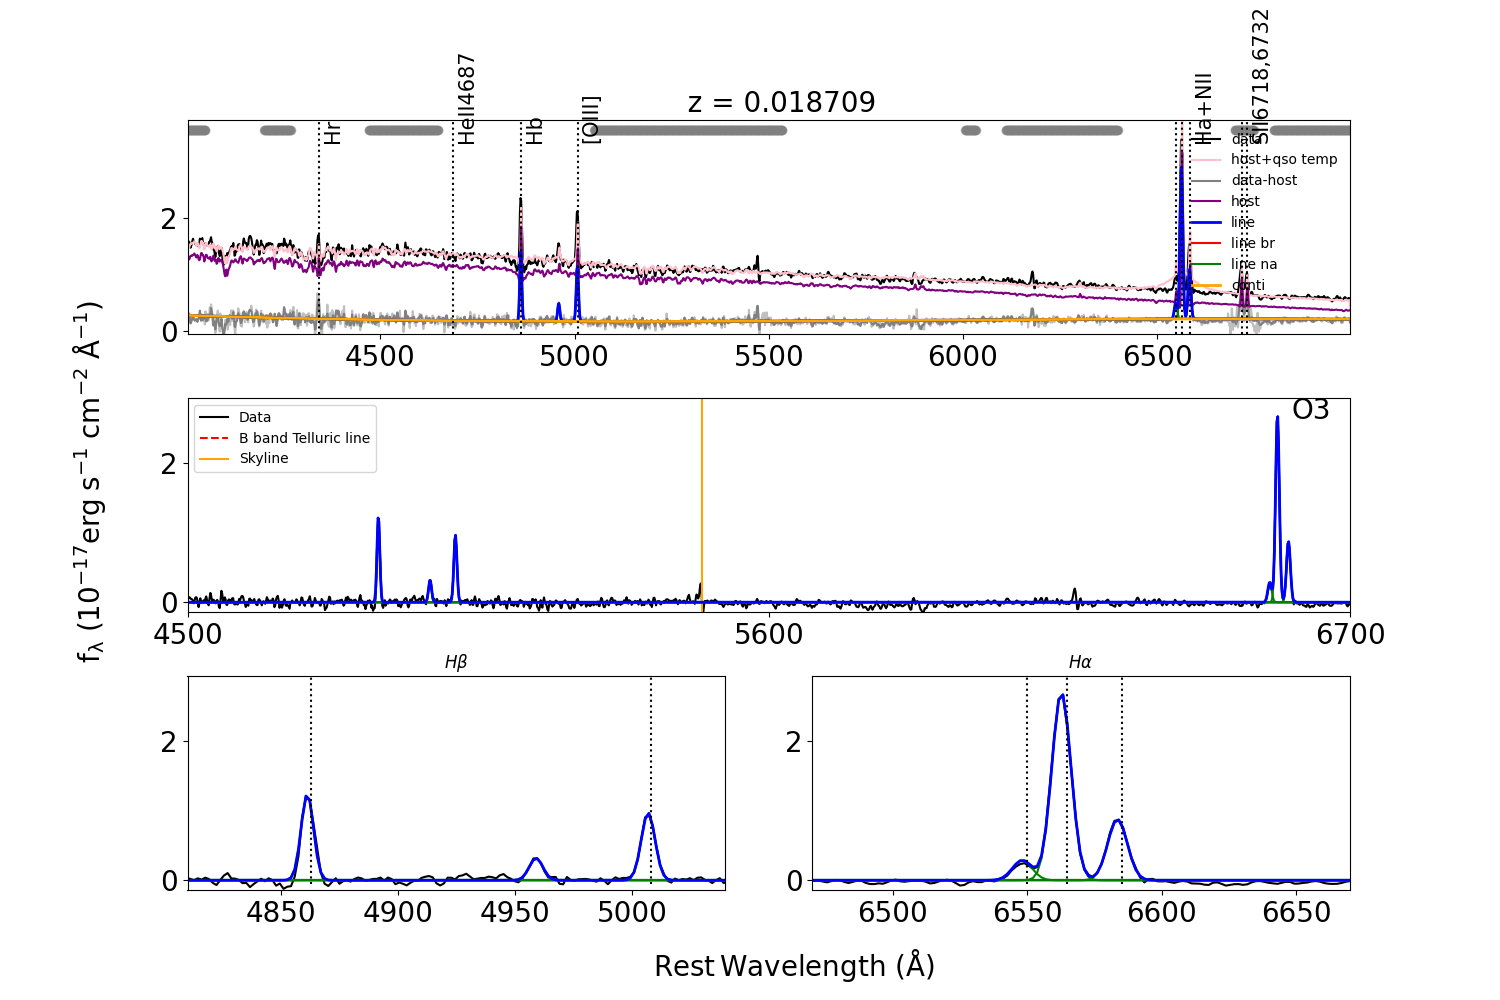 z = 0.018709
Hr
HeII4687
Hb
[OIII]
Ha+NII
SII6718,6732
data
host+qso temp
data-host
host
line
line br
line na
conti
2
0
4500
5000
5500
6000
6500
fλ (10⁻¹⁷erg s⁻¹ cm⁻² Å⁻¹)
Data
B band Telluric line
Skyline
O3
2
0
4500
5600
6700
Hβ
2
0
4850
4900
4950
5000
Hα
2
0
6500
6550
6600
6650
Rest Wavelength (Å)